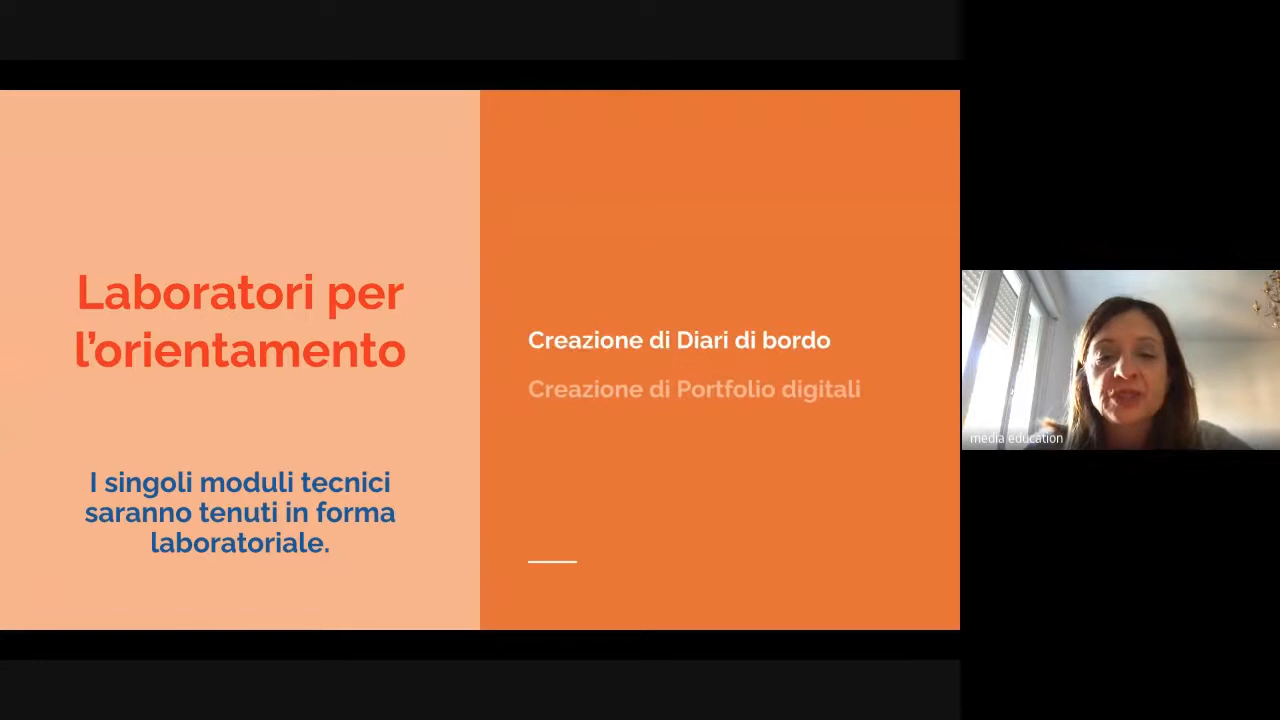 Laboratori per
l’orientamento
I singoli moduli tecnici
saranno tenuti in forma
laboratoriale.
Creazione di Diari di bordo
Creazione di Portfolio digitali
media education